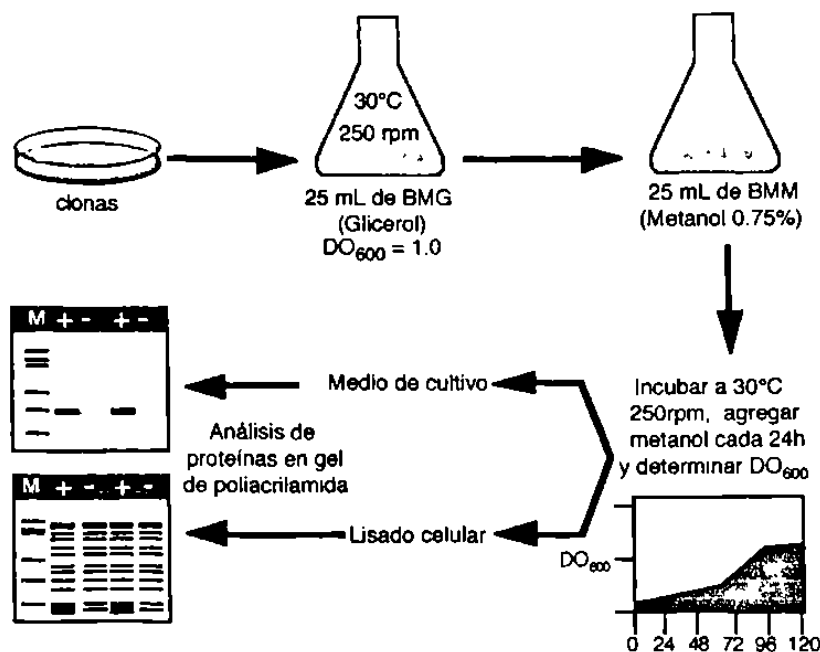 clonas
30°C
250 rpm
25 mL de BMG
(Glicerol)
DO600 = 1.0
25 mL de BMM
(Metanol 0.75%)
Incubar a 30°C
250rpm, agregar
metanol cada 24h
y determinar DO600
DO600
0 24 48 72 96 120
Medio de cultivo
Análisis de
proteínas en gel
de poliacrilamida
Lisado celular
M + - + -
M + - + -